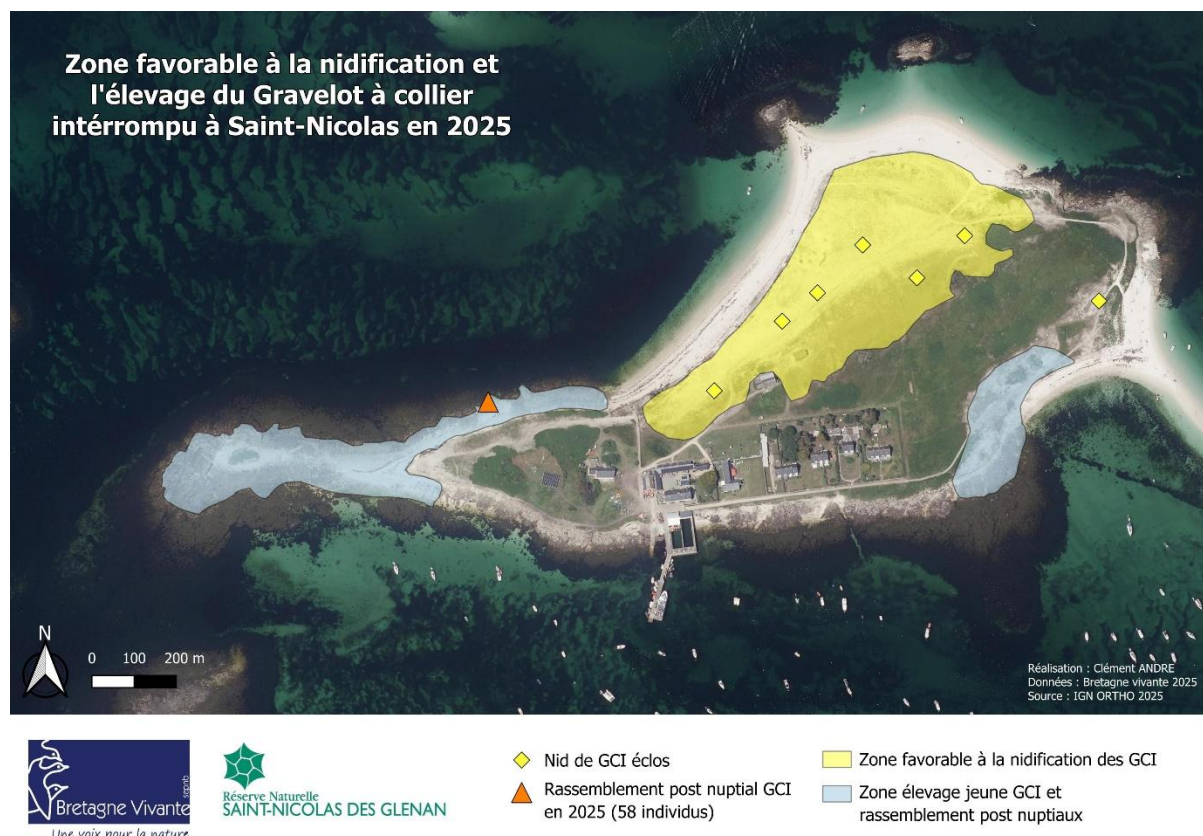 Zone favorable à la nidification et
l'élevage du Gravelot à collier
intérrompu à Saint-Nicolas en 2025
N
0 100 200 m
Réalisation : Clément ANDRE
Données : Bretagne vivante 2025
Source : IGN ORTHO 2025
Bretagne Vivante
sepnb
Une voix pour la nature
Réserve Naturelle
SAINT-NICOLAS DES GLENAN
Nid de GCI éclos
Rassemblement post nuptial GCI
en 2025 (58 individus)
Zone favorable à la nidification des GCI
Zone élevage jeune GCI et
rassemblement post nuptiaux